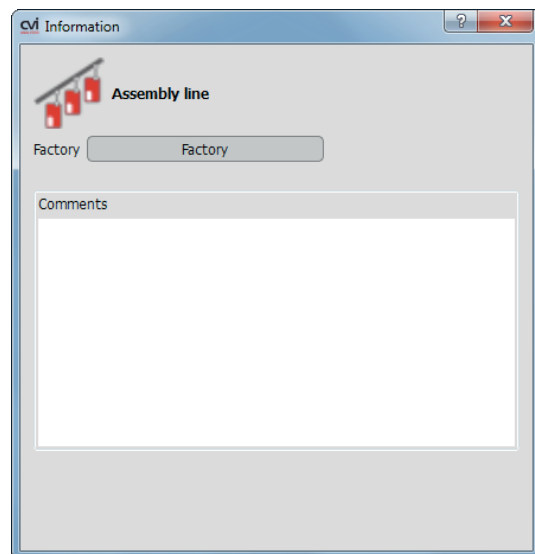 cvi Information
? X
Assembly line
Factory Factory
Comments